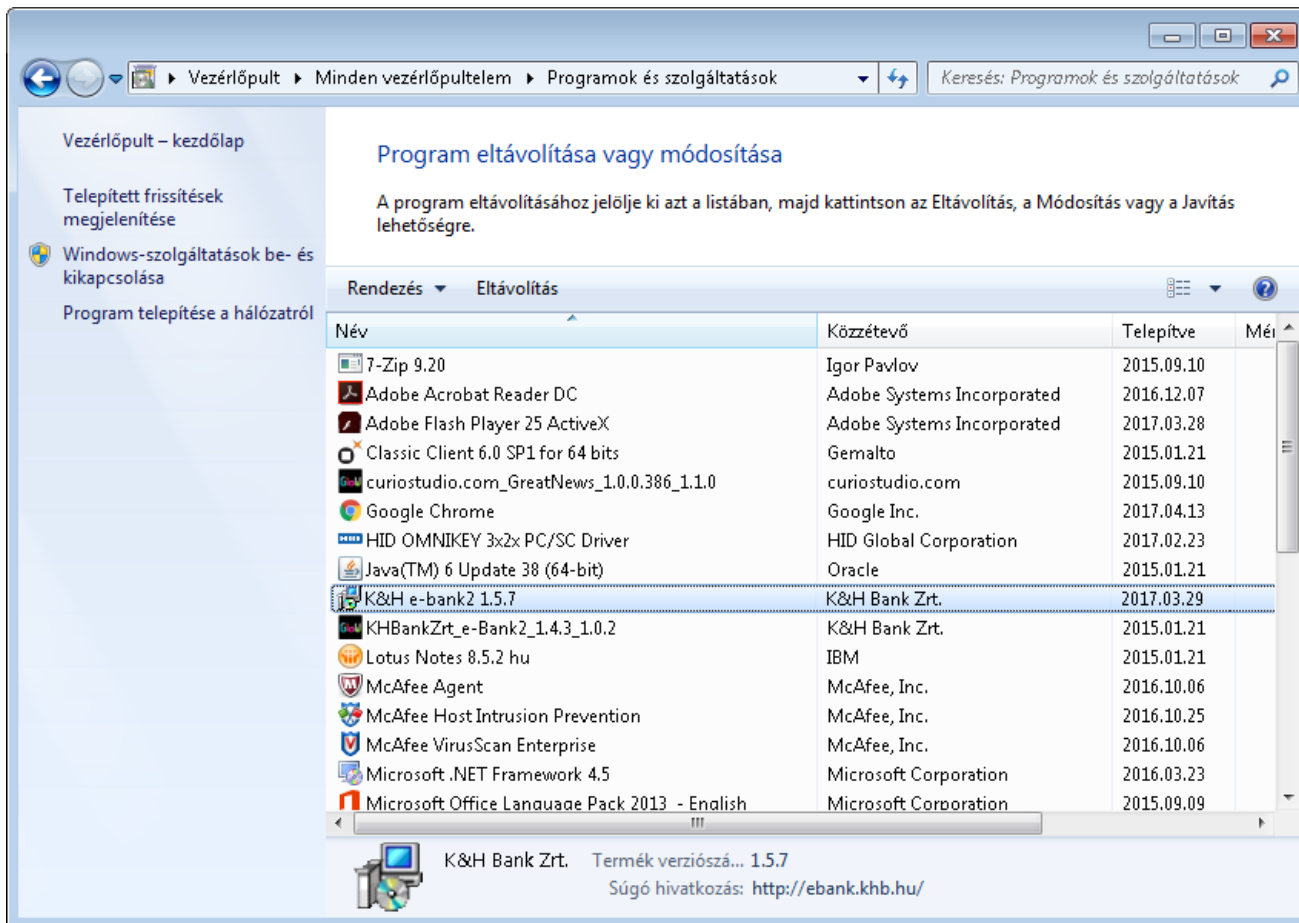 Vezérlőpult ▸ Minden vezérlőpultelem ▸ Programok és szolgáltatások
Keresés: Programok és szolgáltatások
Vezérlőpult – kezdőlap
Telepített frissítések
megjelenítése
Windows-szolgáltatások be- és
kikapcsolása
Program telepítése a hálózatról
Program eltávolítása vagy módosítása
A program eltávolításához jelölje ki azt a listában, majd kattintson az Eltávolítás, a Módosítás vagy a Javítás
lehetőségre.
Rendezés Eltávolítás
Név Közzétevő Telepítve Mér
7-Zip 9.20 Igor Pavlov 2015.09.10
Adobe Acrobat Reader DC Adobe Systems Incorporated 2016.12.07
Adobe Flash Player 25 ActiveX Adobe Systems Incorporated 2017.03.28
Classic Client 6.0 SP1 for 64 bits Gemalto 2015.01.21
curiostudio.com_GreatNews_1.0.0.386_1.1.0 curiostudio.com 2015.09.10
Google Chrome Google Inc. 2017.04.13
HID OMNIKEY 3x2x PC/SC Driver HID Global Corporation 2017.02.23
Java(TM) 6 Update 38 (64-bit) Oracle 2015.01.21
K&H e-bank2 1.5.7 K&H Bank Zrt. 2017.03.29
KHBankZrt_e-Bank2_1.4.3_1.0.2 K&H Bank Zrt. 2015.01.21
Lotus Notes 8.5.2 hu IBM 2015.01.21
McAfee Agent McAfee, Inc. 2016.10.06
McAfee Host Intrusion Prevention McAfee, Inc. 2016.10.25
McAfee VirusScan Enterprise McAfee, Inc. 2016.10.06
Microsoft .NET Framework 4.5 Microsoft Corporation 2016.03.23
Microsoft Office Language Pack 2013 - English Microsoft Corporation 2015.09.09
K&H Bank Zrt. Termék verziószá... 1.5.7
Súgó hivatkozás: http://ebank.khb.hu/